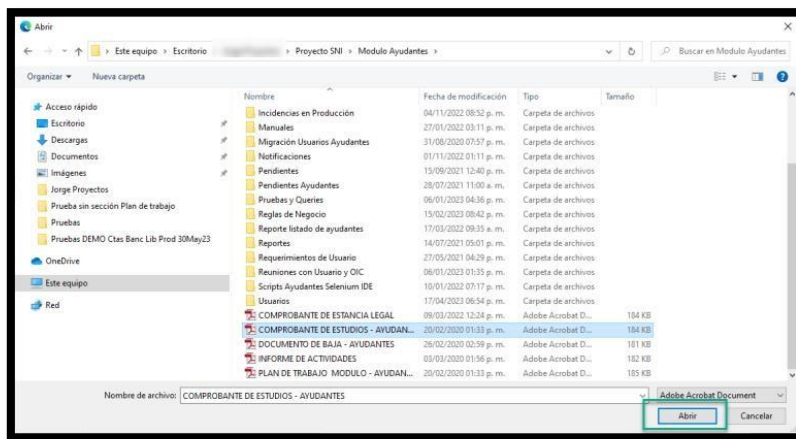 Abrir
Este equipo > Escritorio > Proyecto SNI > Modulo Ayudantes >
Buscar en Modulo Ayudantes
Organizar
Nueva carpeta
Nombre Fecha de modificación Tipo Tamaño
Acceso rápido
Escritorio
Descargas
Documentos
Imágenes
Jorge Proyectos
Prueba sin sección Plan de trabajo
Pruebas
Pruebas DEMO Ctas Banc Lib Prod 30May23
OneDrive
Este equipo
Red
Incidencias en Producción 04/11/2022 08:52 p. m. Carpeta de archivos
Manuales 27/01/2022 03:11 p. m. Carpeta de archivos
Migración Usuarios Ayudantes 31/08/2020 07:57 p. m. Carpeta de archivos
Notificaciones 01/11/2022 01:11 p. m. Carpeta de archivos
Pendientes 15/09/2021 12:40 p. m. Carpeta de archivos
Pendientes Ayudantes 28/07/2021 11:00 a. m. Carpeta de archivos
Pruebas y Queries 06/01/2023 04:36 p. m. Carpeta de archivos
Reglas de Negocio 15/02/2023 08:42 p. m. Carpeta de archivos
Reporte listado de ayudantes 17/03/2022 09:35 a. m. Carpeta de archivos
Reportes 14/07/2021 05:01 p. m. Carpeta de archivos
Requerimientos de Usuario 27/05/2021 04:29 p. m. Carpeta de archivos
Reuniones con Usuario y OIC 06/01/2023 01:35 p. m. Carpeta de archivos
Scripts Ayudantes Selenium IDE 10/01/2022 07:17 p. m. Carpeta de archivos
Usuarios 17/04/2023 06:54 p. m. Carpeta de archivos
COMPROBANTE DE ESTANCIA LEGAL 09/03/2022 12:24 p. m. Adobe Acrobat D... 184 KB
COMPROBANTE DE ESTUDIOS - AYUDAN... 20/02/2020 01:33 p. m. Adobe Acrobat D... 184 KB
DOCUMENTO DE BAJA - AYUDANTES 26/02/2020 02:59 p. m. Adobe Acrobat D... 181 KB
INFORME DE ACTIVIDADES 03/03/2020 01:56 p. m. Adobe Acrobat D... 182 KB
PLAN DE TRABAJO MODULO - AYUDAN... 20/02/2020 01:33 p. m. Adobe Acrobat D... 185 KB
Nombre de archivo: COMPROBANTE DE ESTUDIOS - AYUDANTES
Adobe Acrobat Document
Abrir
Cancelar